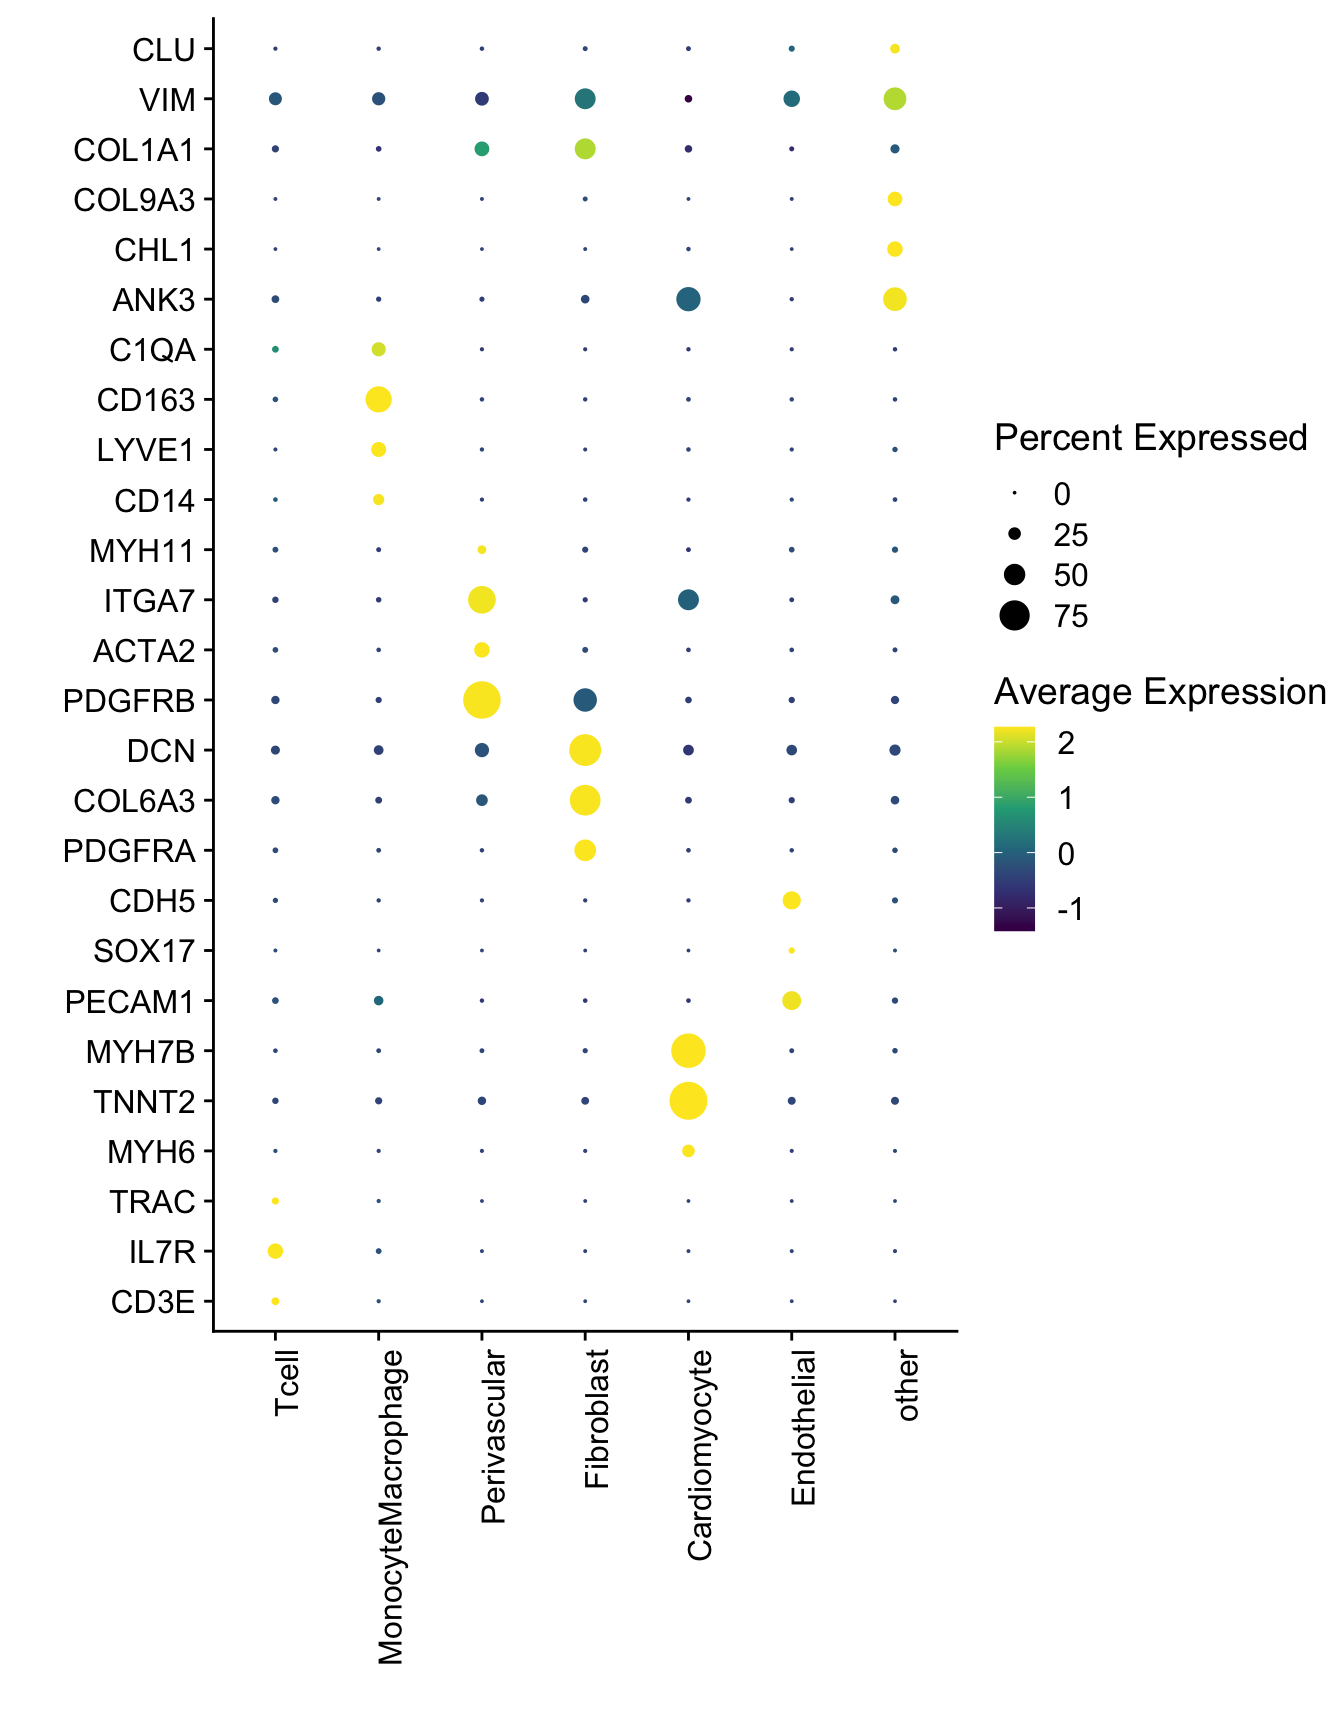 CLU
VIM
COL1A1
COL9A3
CHL1
ANK3
C1QA
CD163
LYVE1
CD14
MYH11
ITGA7
ACTA2
PDGFRB
DCN
COL6A3
PDGFRA
CDH5
SOX17
PECAM1
MYH7B
TNNT2
MYH6
TRAC
IL7R
CD3E
Tcell
MonocyteMacrophage
Perivascular
Fibroblast
Cardiomyocyte
Endothelial
other
Percent Expressed
0
25
50
75
Average Expression
2
1
0
-1